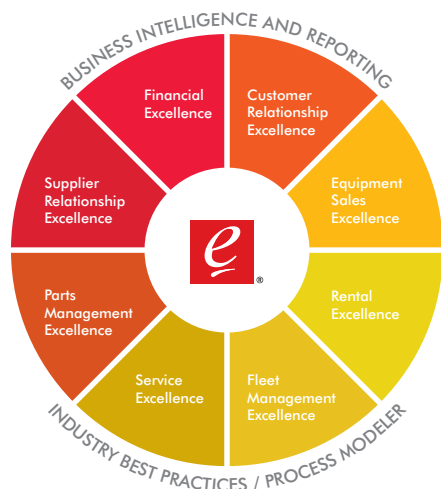 BUSINESS INTELLIGENCE AND REPORTING
Financial
Excellence
Customer
Relationship
Excellence
Supplier
Relationship
Excellence
Equipment
Sales
Excellence
e
®
Parts
Management
Excellence
Rental
Excellence
Service
Excellence
Fleet
Management
Excellence
INDUSTRY BEST PRACTICES / PROCESS MODELER